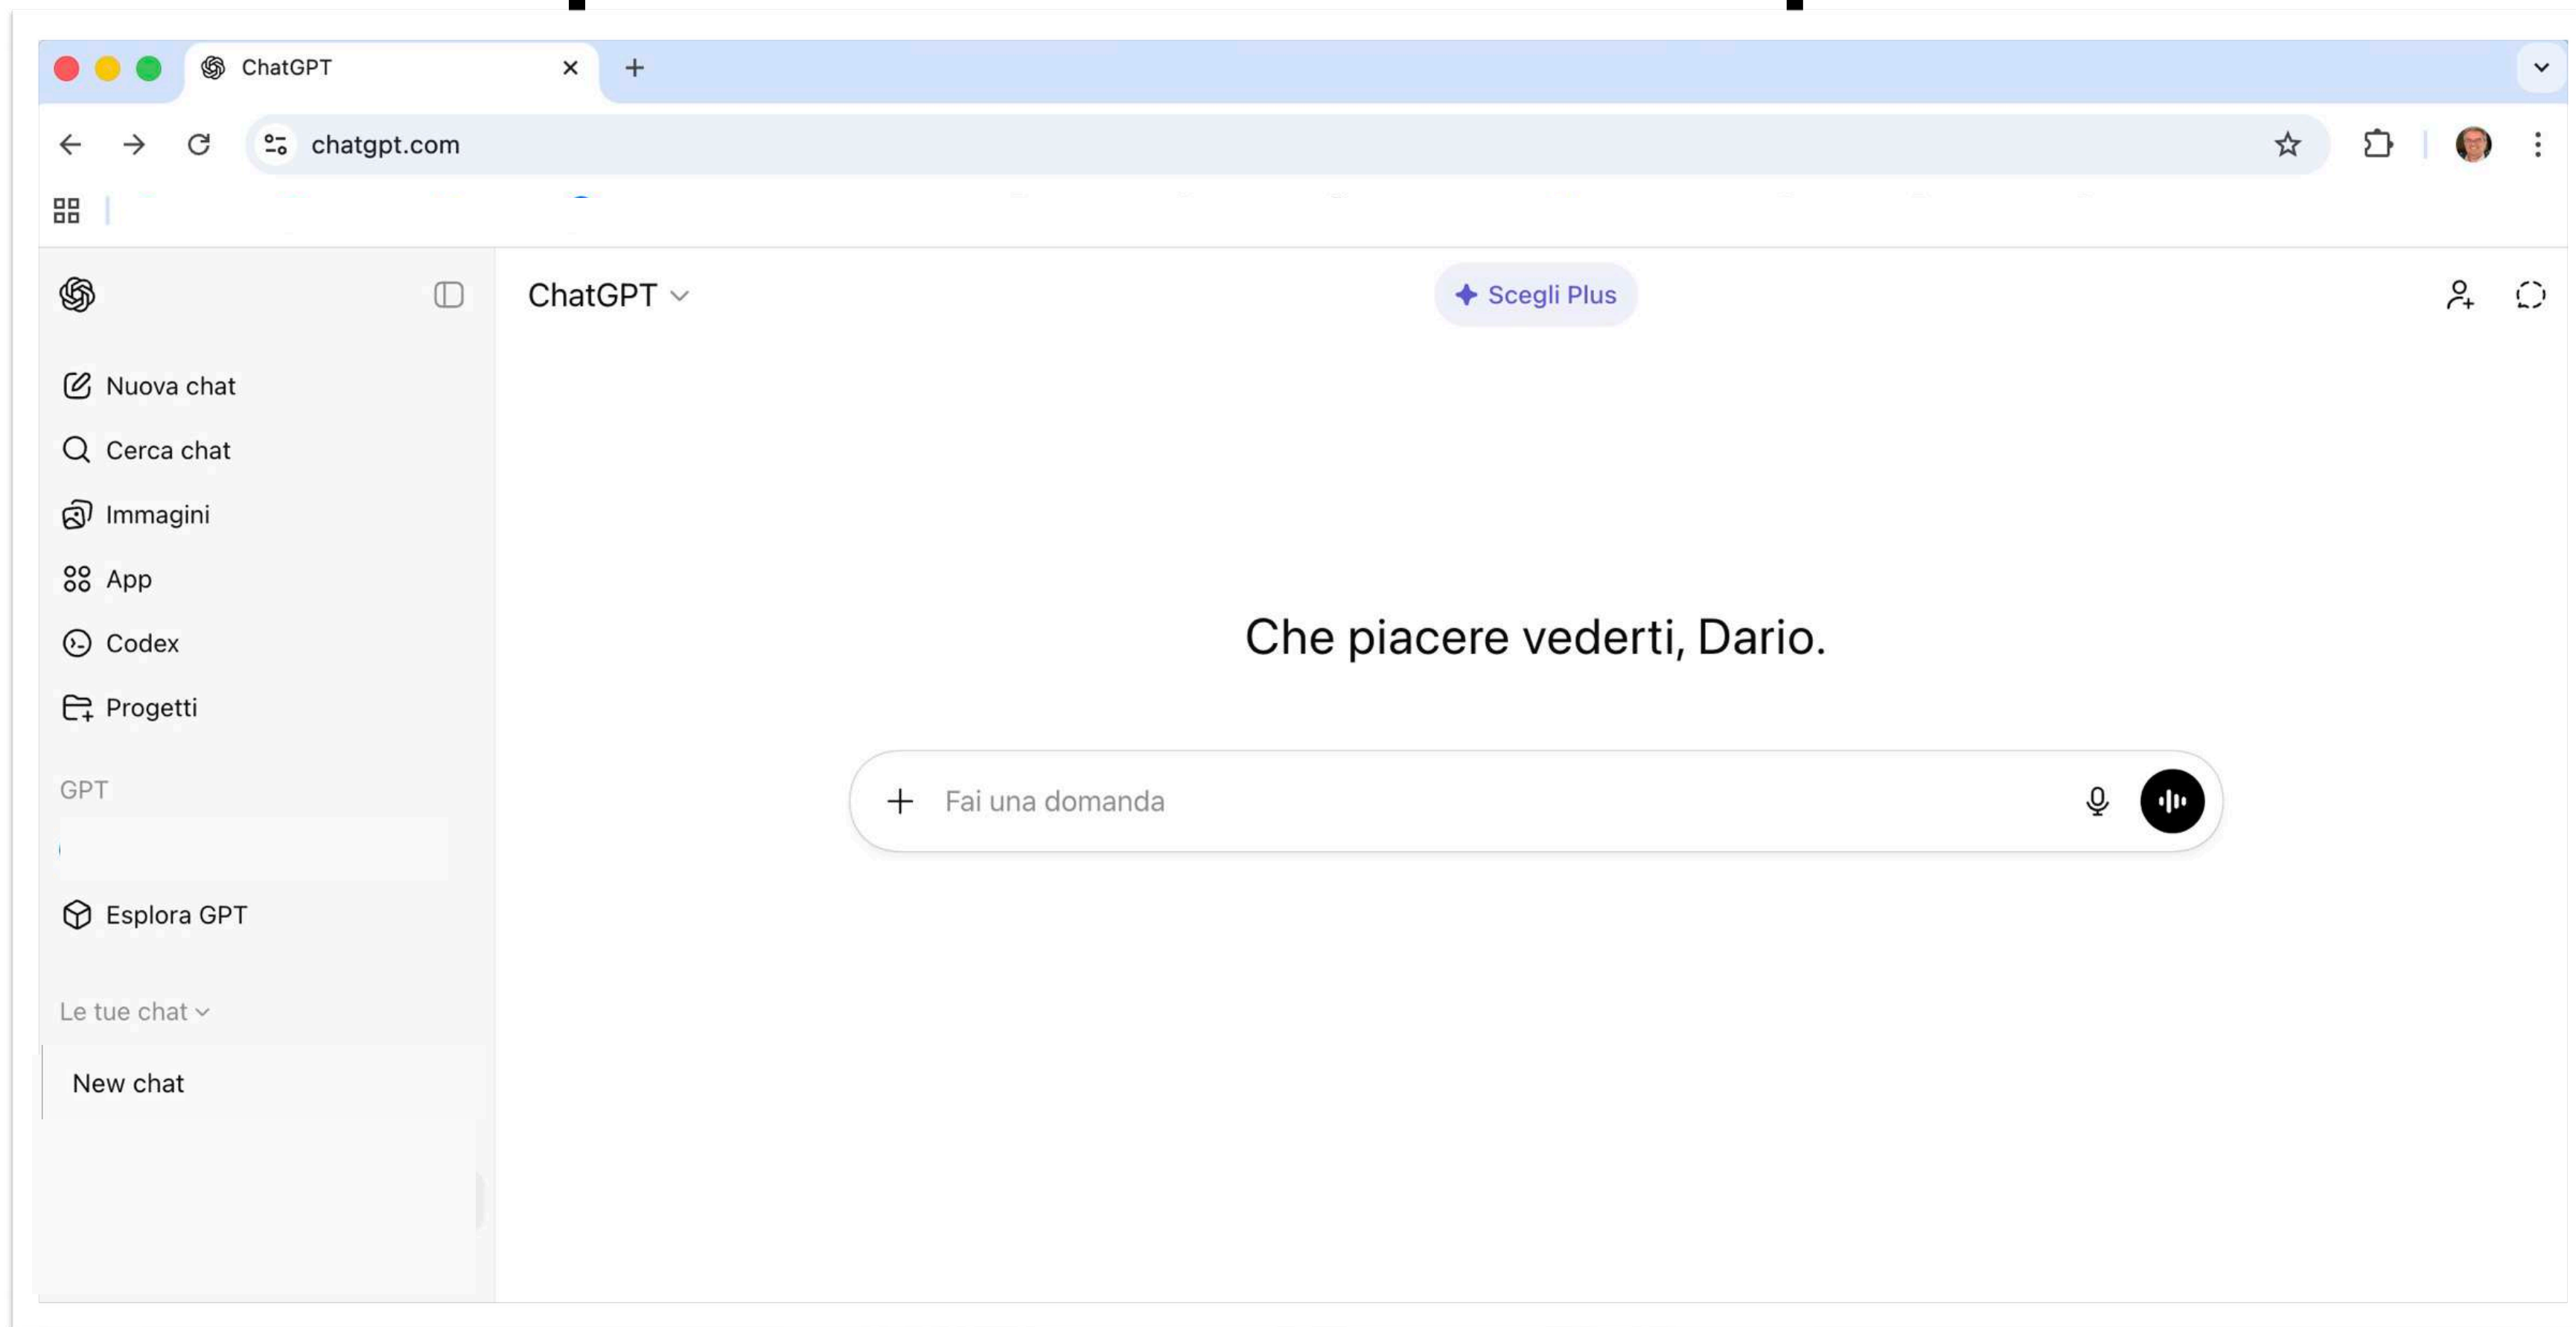 ChatGPT
chatgpt.com
ChatGPT
Scegli Plus
Nuova chat
Cerca chat
Immagini
App
Codex
Progetti
GPT
Esplora GPT
Le tue chat
New chat
Che piacere vederti, Dario.
Fai una domanda